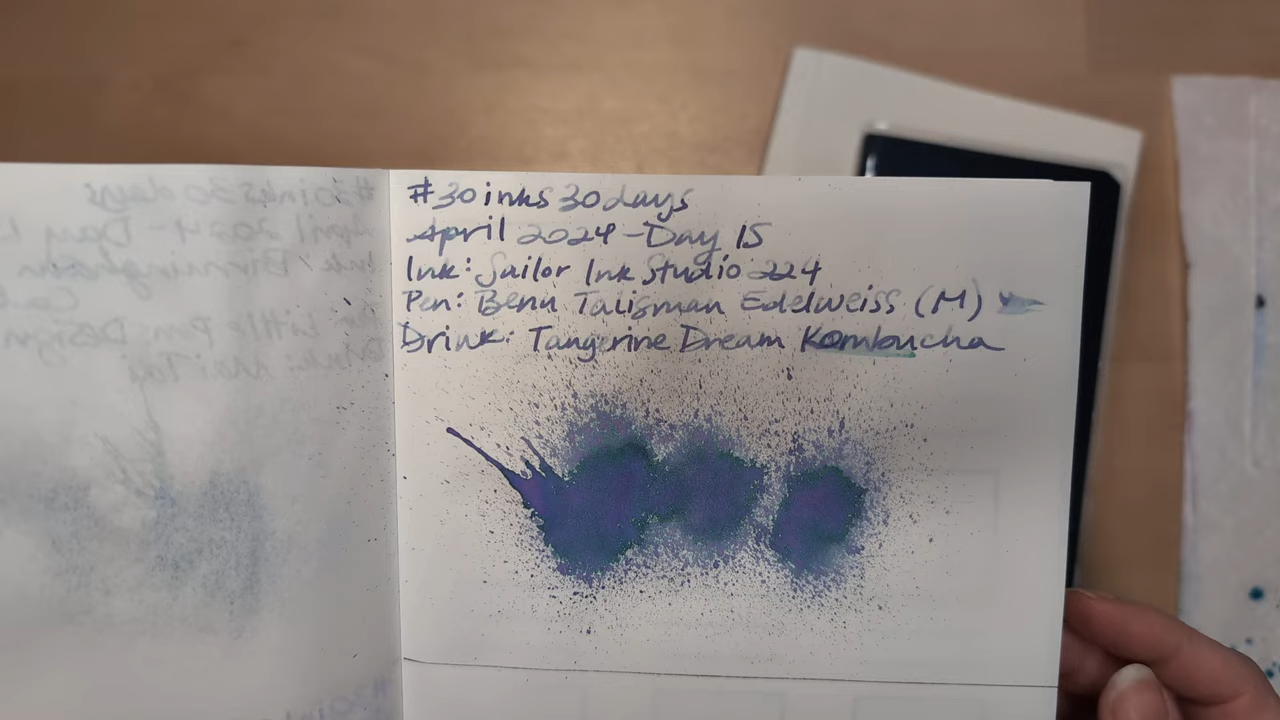 #30inks30days
April 2024 - Day 15
Ink: Sailor Ink Studio 224
Pen: Benu Talisman Edelweiss (M)
Drink: Tangerine Dream Kombucha